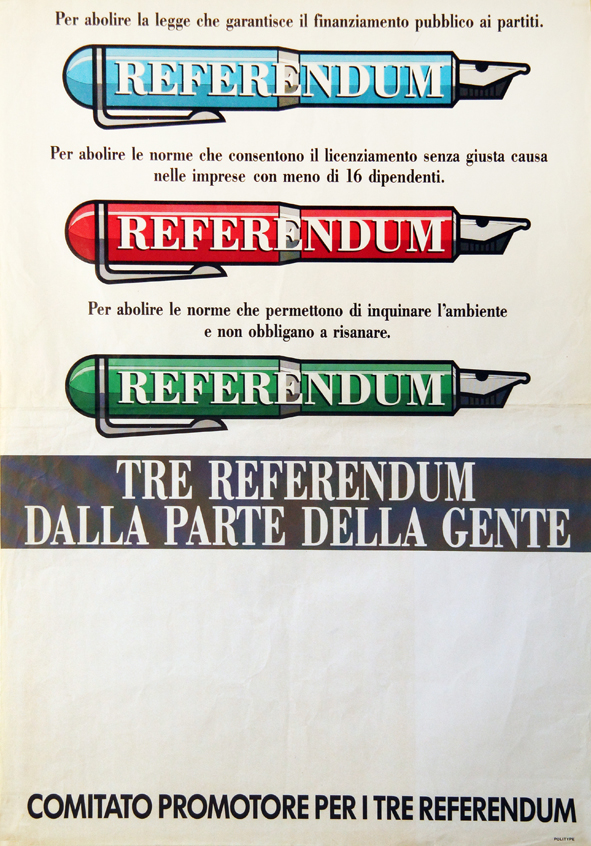 Per abolire la legge che garantisce il finanziamento pubblico ai partiti.
REFERENDUM
Per abolire le norme che consentono il licenziamento senza giusta causa
nelle imprese con meno di 16 dipendenti.
REFERENDUM
Per abolire le norme che permettono di inquinare l'ambiente
e non obbligano a risanare.
REFERENDUM
TRE REFERENDUM
DALLA PARTE DELLA GENTE
COMITATO PROMOTORE PER I TRE REFERENDUM
POLITYPE